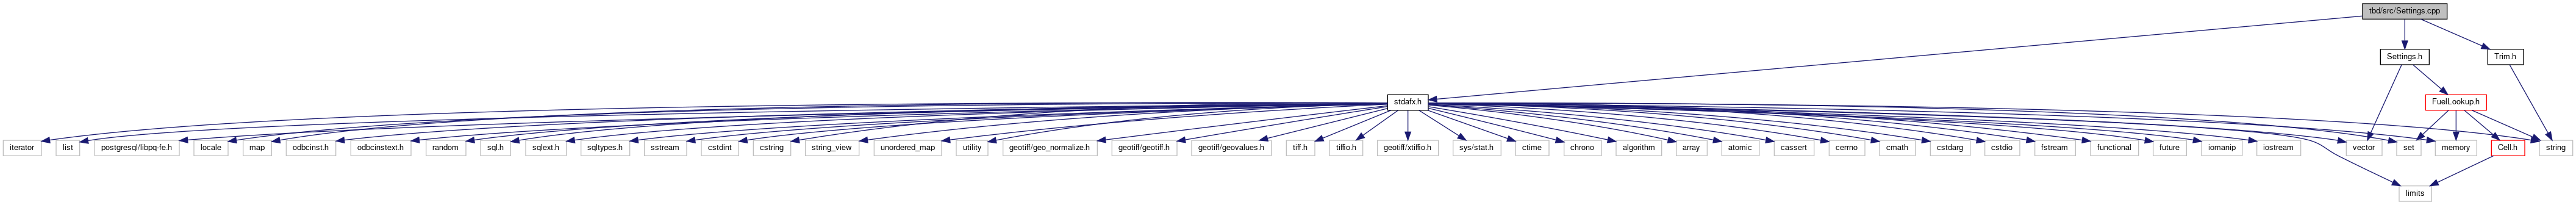 tbd/src/Settings.cpp
Settings.h
Trim.h
stdafx.h
FuelLookup.h
iterator
list
postgresql/libpq-fe.h
locale
map
odbcinst.h
odbcinstext.h
random
sql.h
sqlext.h
sqltypes.h
sstream
cstdint
cstring
string_view
unordered_map
utility
geotiff/geo_normalize.h
geotiff/geotiff.h
geotiff/geovalues.h
tiff.h
tiffio.h
geotiff/xtiffio.h
sys/stat.h
ctime
chrono
algorithm
array
atomic
cassert
cerrno
cmath
cstdarg
cstdio
fstream
functional
future
iomanip
iostream
vector
set
memory
Cell.h
string
limits